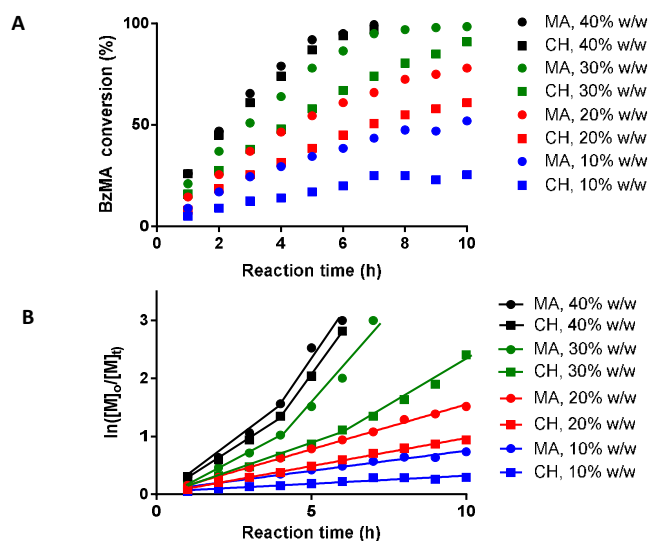 A
BzMA conversion (%)
100
50
0
0
2
4
6
8
10
Reaction time (h)
MA, 40% w/w
CH, 40% w/w
MA, 30% w/w
CH, 30% w/w
MA, 20% w/w
CH, 20% w/w
MA, 10% w/w
CH, 10% w/w
B
ln([M]o/[M]t)
3
2
1
0
0
5
10
Reaction time (h)
MA, 40% w/w
CH, 40% w/w
MA, 30% w/w
CH, 30% w/w
MA, 20% w/w
CH, 20% w/w
MA, 10% w/w
CH, 10% w/w